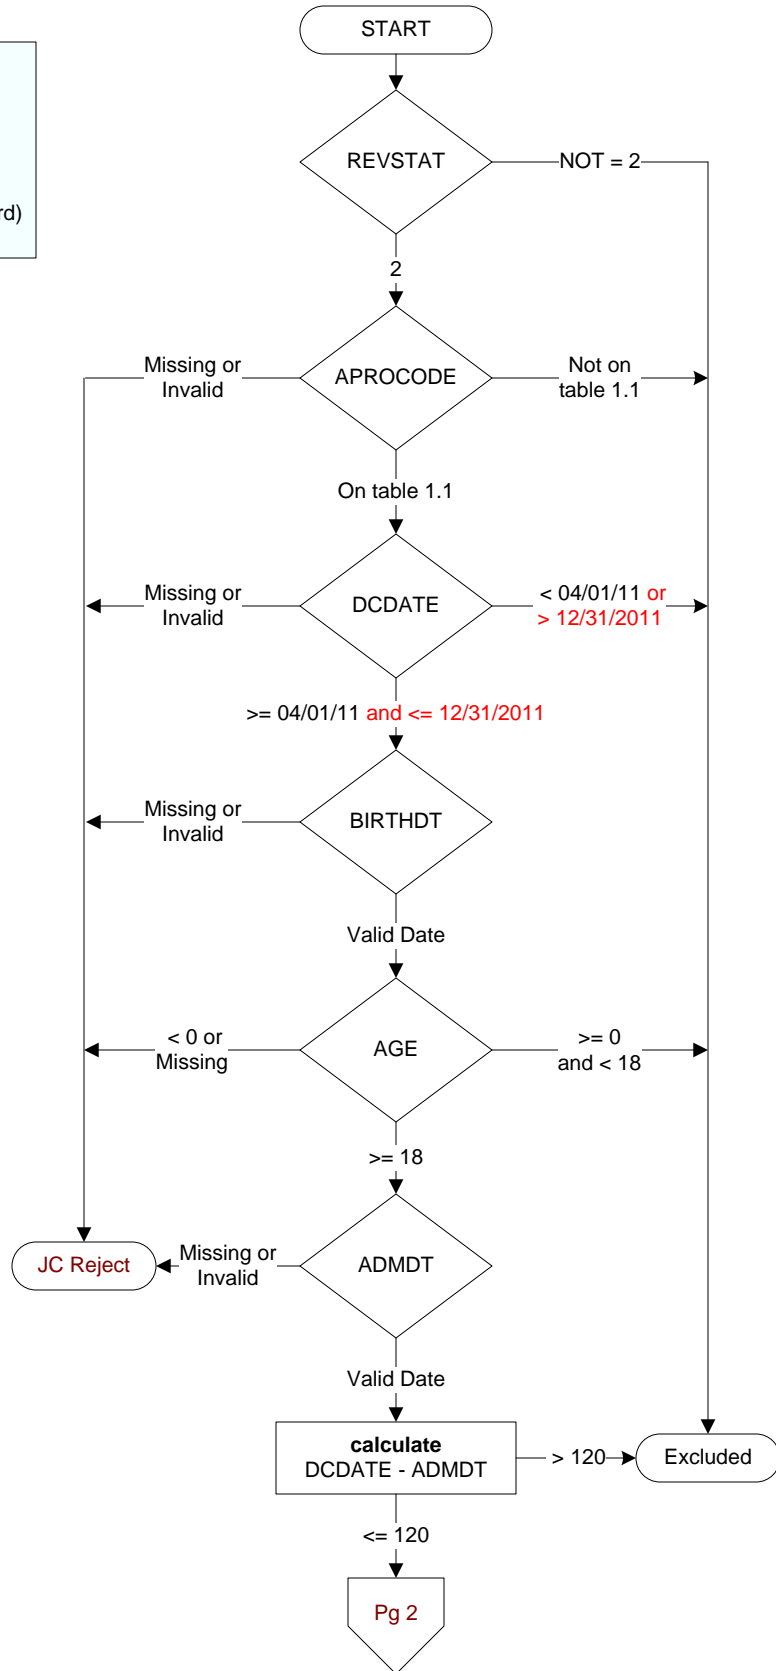 START
rd)
REVSTAT
NOT = 2
2
Missing or
Invalid
APROCODE
Not on
table 1.1
On table 1.1
Missing or
Invalid
DCDATE
< 04/01/11 or
> 12/31/2011
>= 04/01/11 and <= 12/31/2011
Missing or
Invalid
BIRTHDT
Valid Date
< 0 or
Missing
AGE
>= 0
and < 18
>= 18
JC Reject
Missing or
Invalid
ADMDT
Valid Date
calculate
DCDATE - ADMDT
> 120
Excluded
<= 120
Pg 2